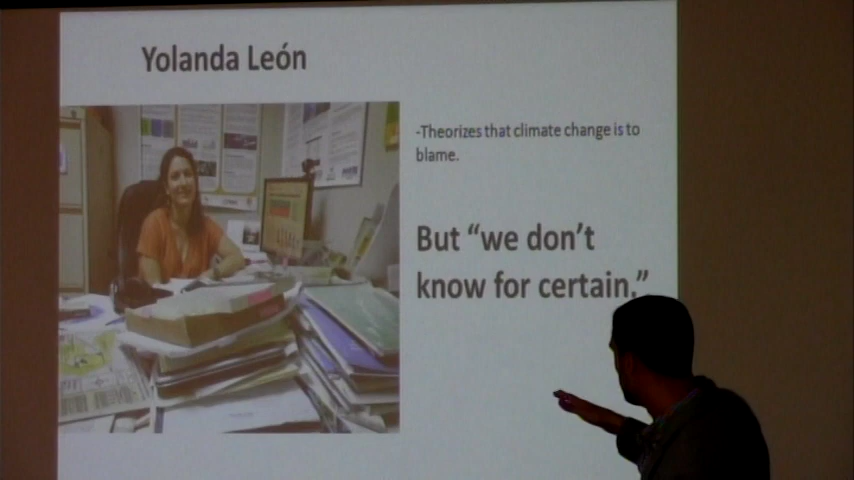 Yolanda León
-Theorizes that climate change is to
blame.
But “we don’t
know for certain.”